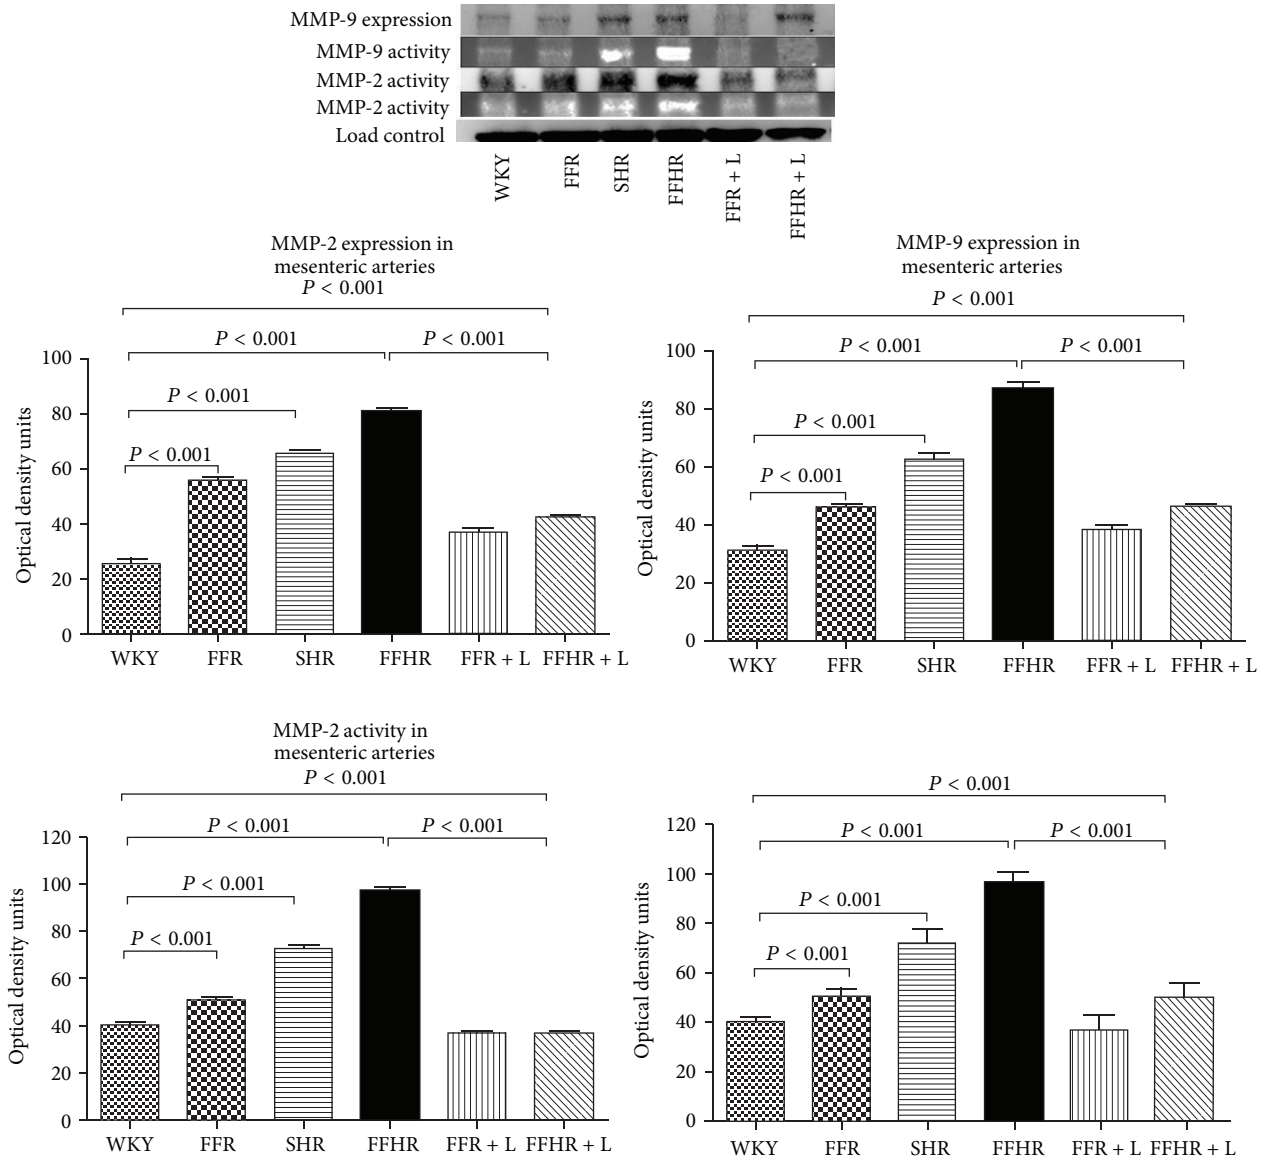 MMP-9 expression
MMP-9 activity
MMP-2 activity
MMP-2 activity
Load control
WKY
FFR
SHR
FFHR
FFR + L
FFHR + L
MMP-2 expression in
mesenteric arteries
P < 0.001
P < 0.001
P < 0.001
P < 0.001
P < 0.001
Optical density units
100
80
60
40
20
0
WKY FFR SHR FFHR FFR + L FFHR + L
MMP-9 expression in
mesenteric arteries
P < 0.001
P < 0.001
P < 0.001
P < 0.001
P < 0.001
Optical density units
100
80
60
40
20
0
WKY FFR SHR FFHR FFR + L FFHR + L
MMP-2 activity in
mesenteric arteries
P < 0.001
P < 0.001
P < 0.001
P < 0.001
P < 0.001
Optical density units
120
100
80
60
40
20
0
WKY FFR SHR FFHR FFR + L FFHR + L
P < 0.001
P < 0.001
P < 0.001
P < 0.001
P < 0.001
Optical density units
120
100
80
60
40
20
0
WKY FFR SHR FFHR FFR + L FFHR + L